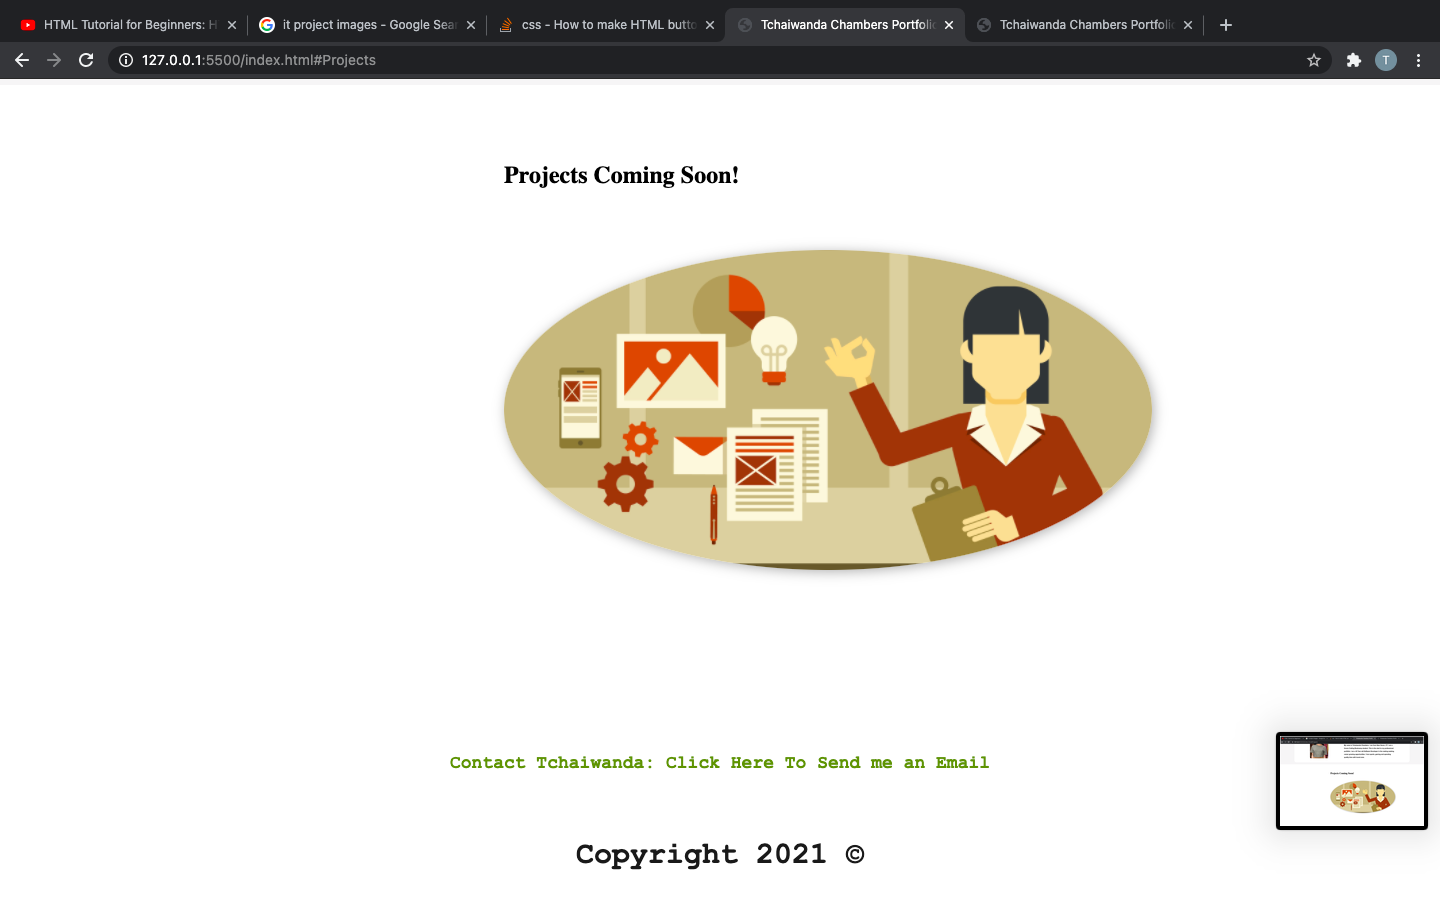 HTML Tutorial for Beginners: H
it project images - Google Sear
css - How to make HTML butto
Tchaiwanda Chambers Portfolio
Tchaiwanda Chambers Portfolio
127.0.0.1:5500/index.html#Projects
T
Projects Coming Soon!
Contact Tchaiwanda: Click Here To Send me an Email
Copyright 2021 ©